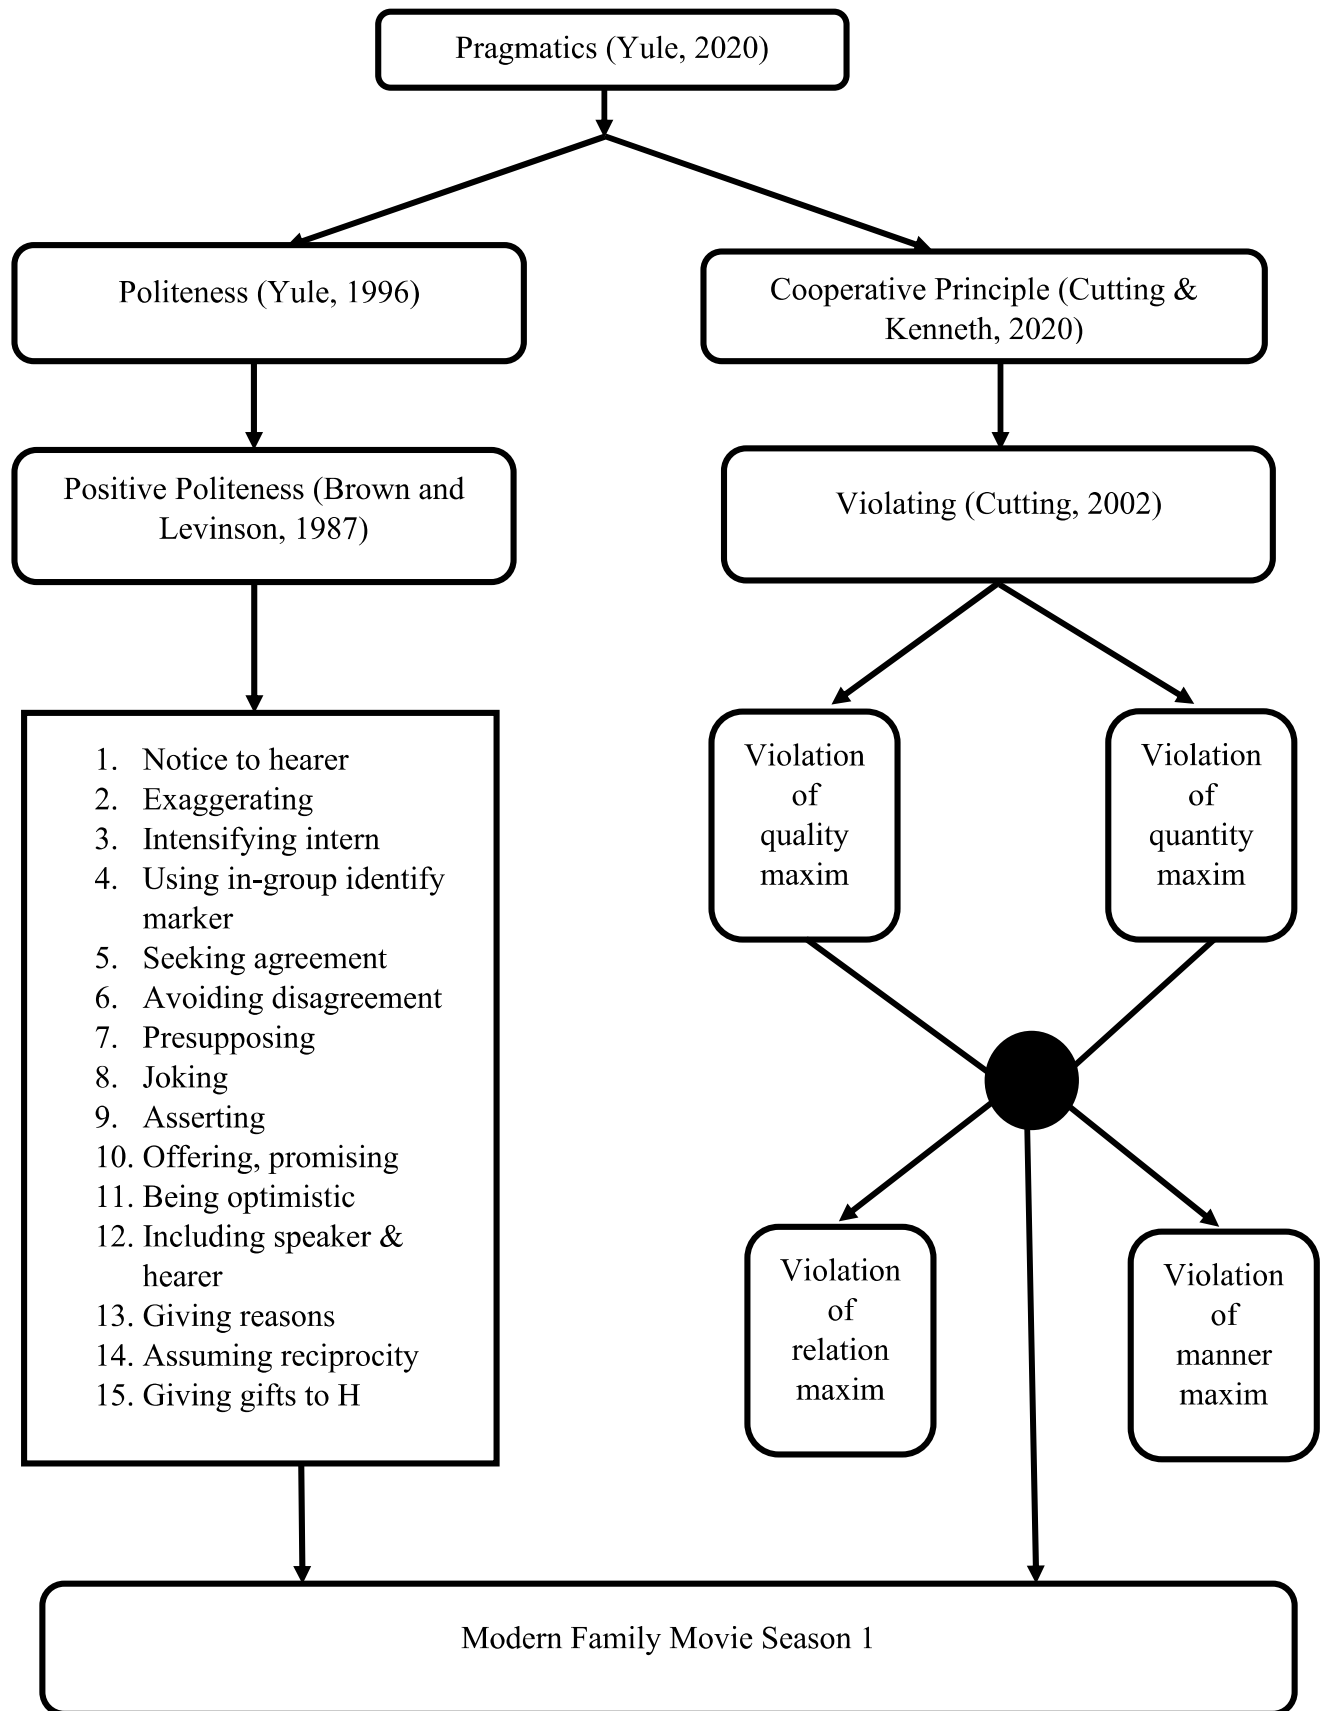 Pragmatics (Yule, 2020)
Politeness (Yule, 1996)
Cooperative Principle (Cutting &
Kenneth, 2020)
Positive Politeness (Brown and
Levinson, 1987)
Violating (Cutting, 2002)
1. Notice to hearer
2. Exaggerating
3. Intensifying intern
4. Using in-group identify
marker
5. Seeking agreement
6. Avoiding disagreement
7. Presupposing
8. Joking
9. Asserting
10. Offering, promising
11. Being optimistic
12. Including speaker &
hearer
13. Giving reasons
14. Assuming reciprocity
15. Giving gifts to H
Violation
of
quality
maxim
Violation
of
quantity
maxim
Violation
of
relation
maxim
Violation
of
manner
maxim
Modern Family Movie Season 1